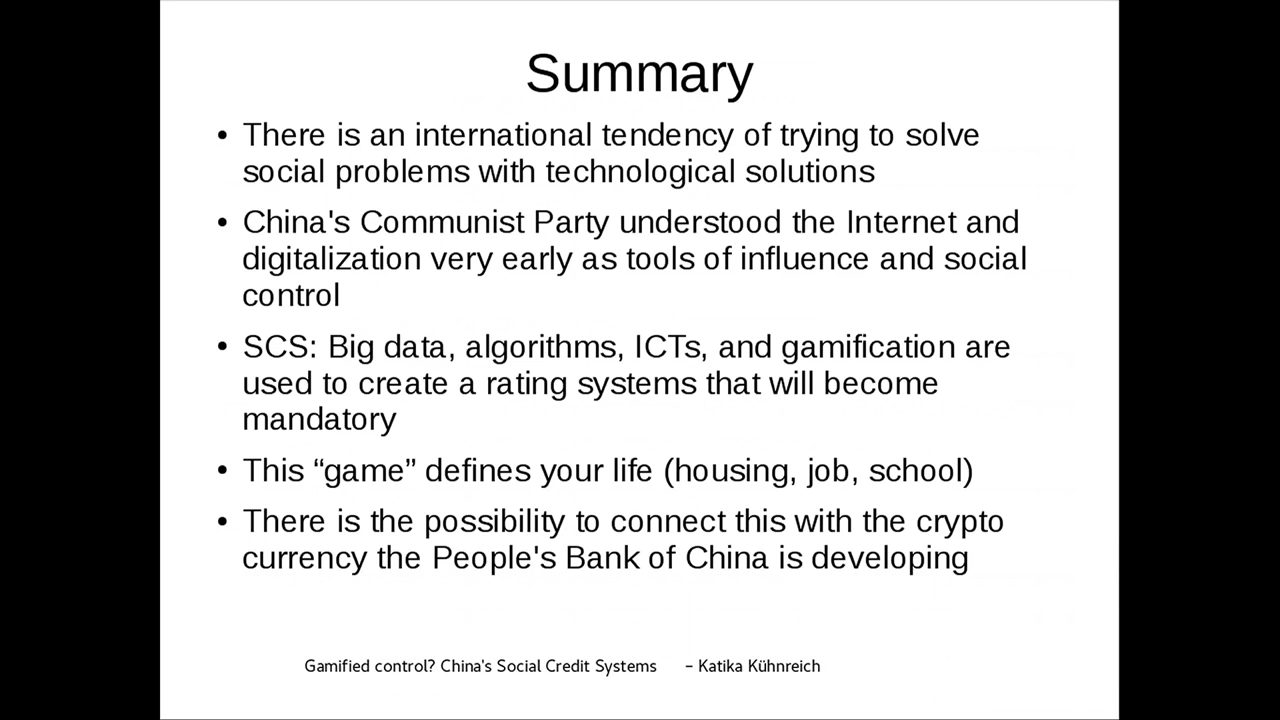 Summary
• There is an international tendency of trying to solve
social problems with technological solutions
• China's Communist Party understood the Internet and
digitalization very early as tools of influence and social
control
• SCS: Big data, algorithms, ICTs, and gamification are
used to create a rating systems that will become
mandatory
• This “game” defines your life (housing, job, school)
• There is the possibility to connect this with the crypto
currency the People's Bank of China is developing
Gamified control? China's Social Credit Systems – Katika Kühnreich